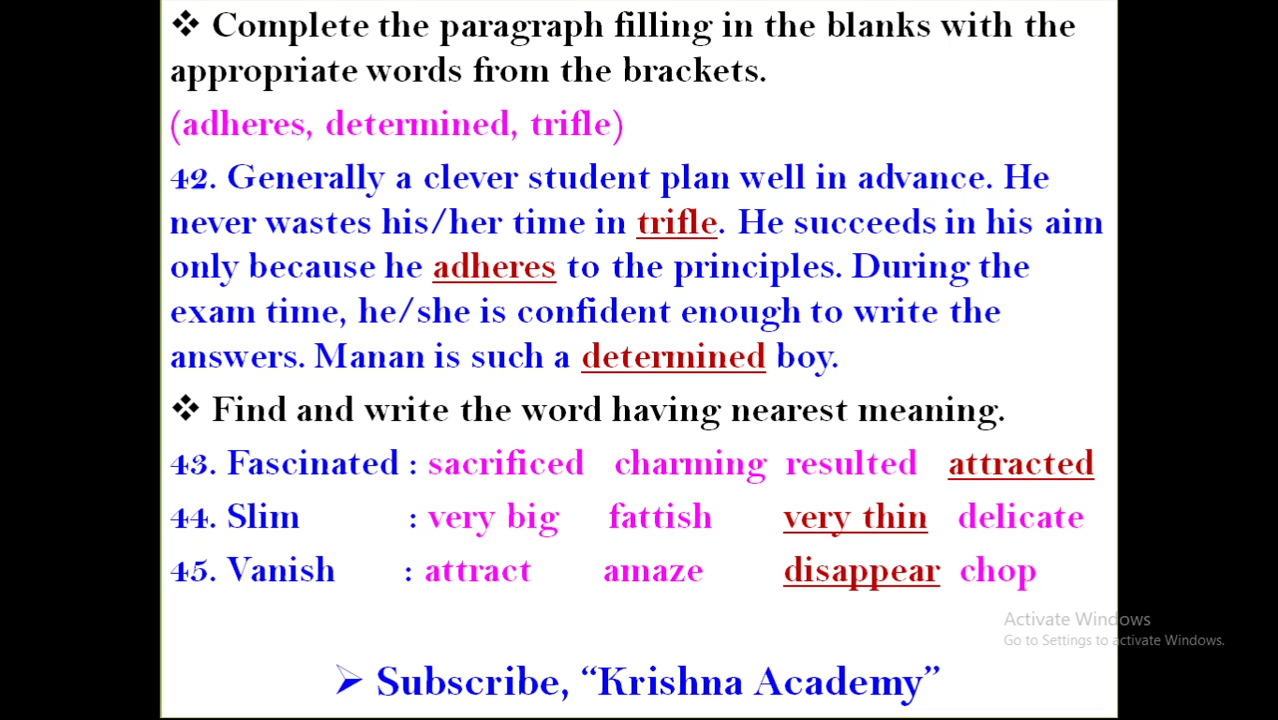 ❖ Complete the paragraph filling in the blanks with the
appropriate words from the brackets.
(adheres, determined, trifle)
42. Generally a clever student plan well in advance. He
never wastes his/her time in trifle. He succeeds in his aim
only because he adheres to the principles. During the
exam time, he/she is confident enough to write the
answers. Manan is such a determined boy.
❖ Find and write the word having nearest meaning.
43. Fascinated : sacrificed charming resulted attracted
44. Slim : very big fattish very thin delicate
45. Vanish : attract amaze disappear chop
Activate Windows
Go to Settings to activate Windows.
➢ Subscribe, “Krishna Academy”